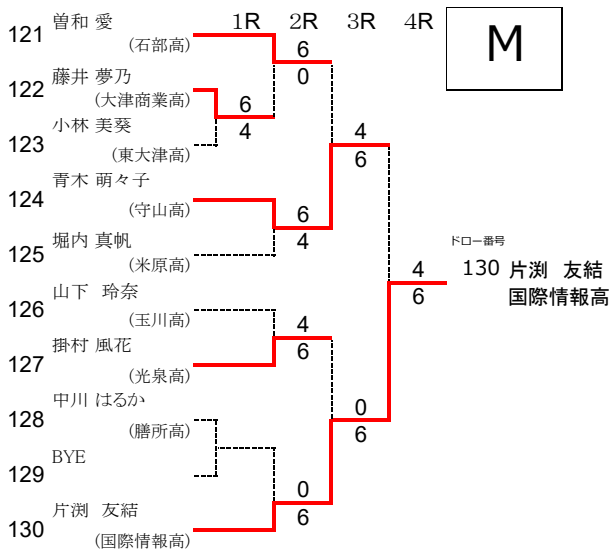 1R 2R 3R 4R
M
121 曽和 愛
(石部高)
6
0
122 藤井 夢乃
(大津商業高)
6
4
123 小林 美葵
(東大津高)
4
6
124 青木 萌々子
(守山高)
6
4
125 堀内 真帆
(米原高)
ドロー番号
130 片渕 友結
国際情報高
4
6
126 山下 玲奈
(玉川高)
4
6
127 掛村 風花
(光泉高)
128 中川 はるか
(膳所高)
0
6
129 BYE
0
6
130 片渕 友結
(国際情報高)